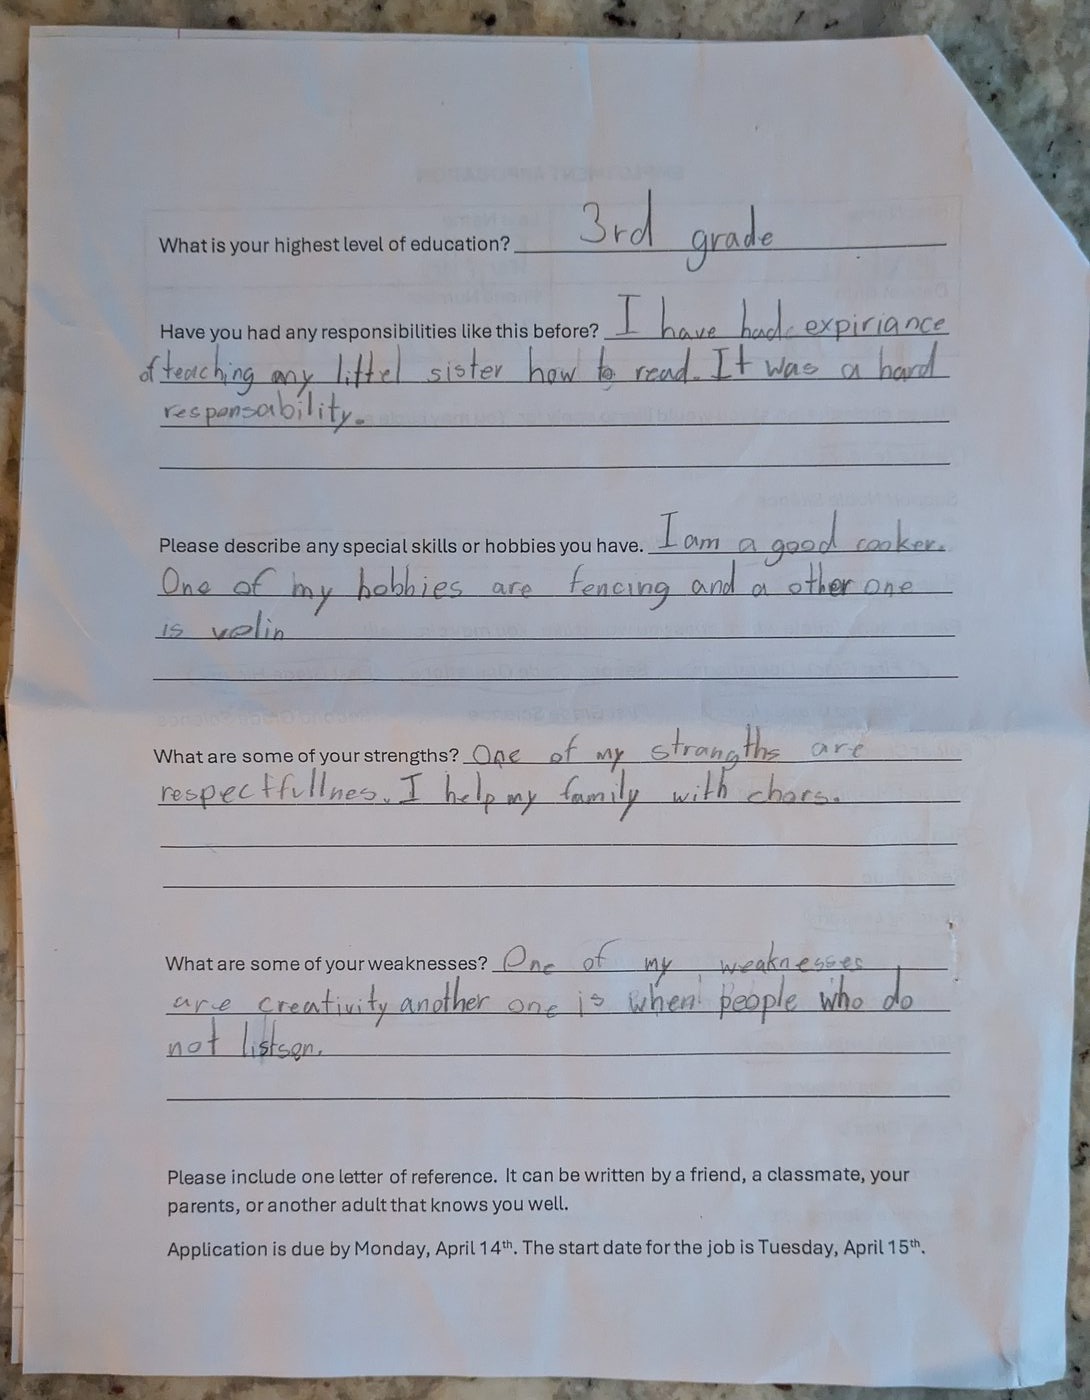 What is your highest level of education? 3rd grade
Have you had any responsibilities like this before? I have had expiriance
of teaching my littel sister how to read. It was a hard
responsability.
Please describe any special skills or hobbies you have. I am a good cooker.
One of my hobbies are fencing and a other one
is volin
What are some of your strengths? One of my strangths are
respectfullnes. I help my family with chors.
What are some of your weaknesses? One of my weaknesses
are creativity another one is when people who do
not listsen.
Please include one letter of reference. It can be written by a friend, a classmate, your
parents, or another adult that knows you well.
Application is due by Monday, April 14th. The start date for the job is Tuesday, April 15th.